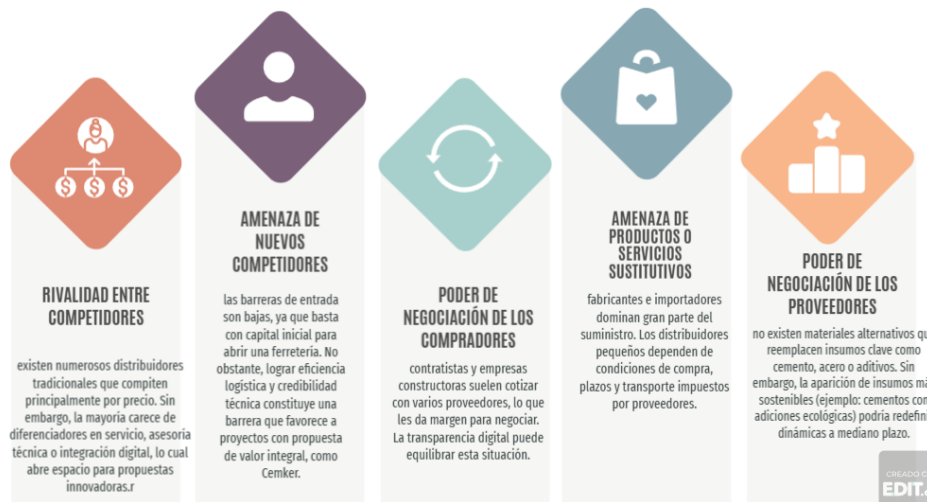 RIVALIDAD ENTRE
COMPETIDORES
existen numerosos distribuidores
tradicionales que compiten
principalmente por precio. Sin
embargo, la mayoría carece de
diferenciadores en servicio, asesoría
técnica o integración digital, lo cual
abre espacio para propuestas
innovadoras.r
AMENAZA DE
NUEVOS
COMPETIDORES
las barreras de entrada
son bajas, ya que basta
con capital inicial para
abrir una ferretería. No
obstante, lograr eficiencia
logística y credibilidad
técnica constituye una
barrera que favorece a
proyectos con propuesta
de valor integral, como
Cemker.
PODER DE
NEGOCIACIÓN DE LOS
COMPRADORES
contratistas y empresas
constructoras suelen cotizar
con varios proveedores, lo que
les da margen para negociar.
La transparencia digital puede
equilibrar esta situación.
AMENAZA DE
PRODUCTOS O
SERVICIOS
SUSTITUTIVOS
fabricantes e importadores
dominan gran parte del
suministro. Los distribuidores
pequeños dependen de
condiciones de compra,
plazos y transporte impuestos
por proveedores.
PODER DE
NEGOCIACIÓN DE LOS
PROVEEDORES
no existen materiales alternativos qu
reemplacen insumos clave como
cemento, acero o aditivos. Sin
embargo, la aparición de insumos má
sostenibles (ejemplo: cementos con
adiciones ecológicas) podría redefini
dinámicas a mediano plazo.
CREADO C
EDIT.